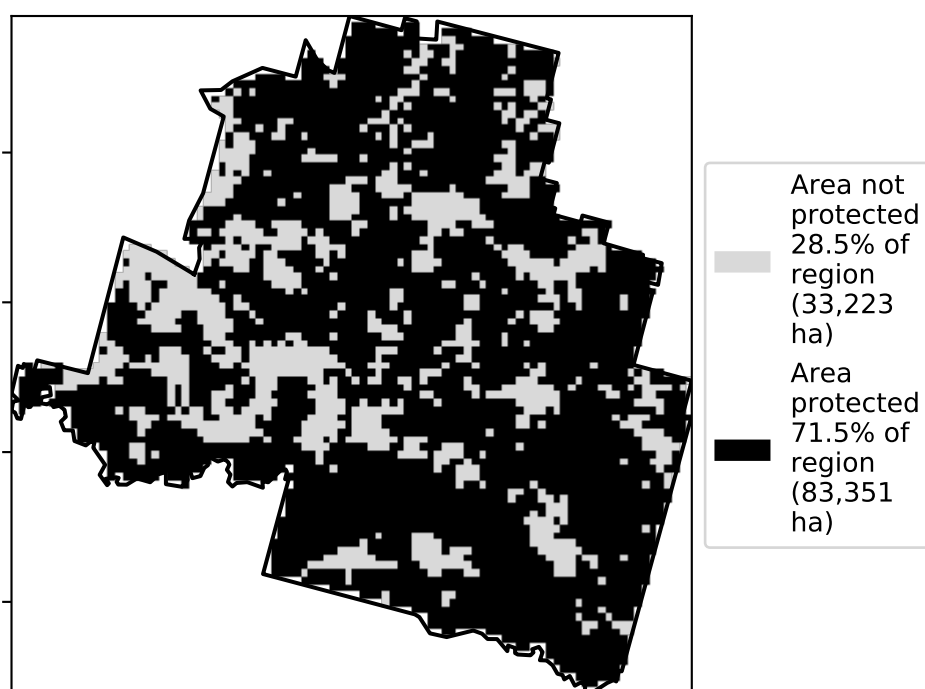 Area not
protected
28.5% of
region
(33,223
ha)
Area
protected
71.5% of
region
(83,351
ha)